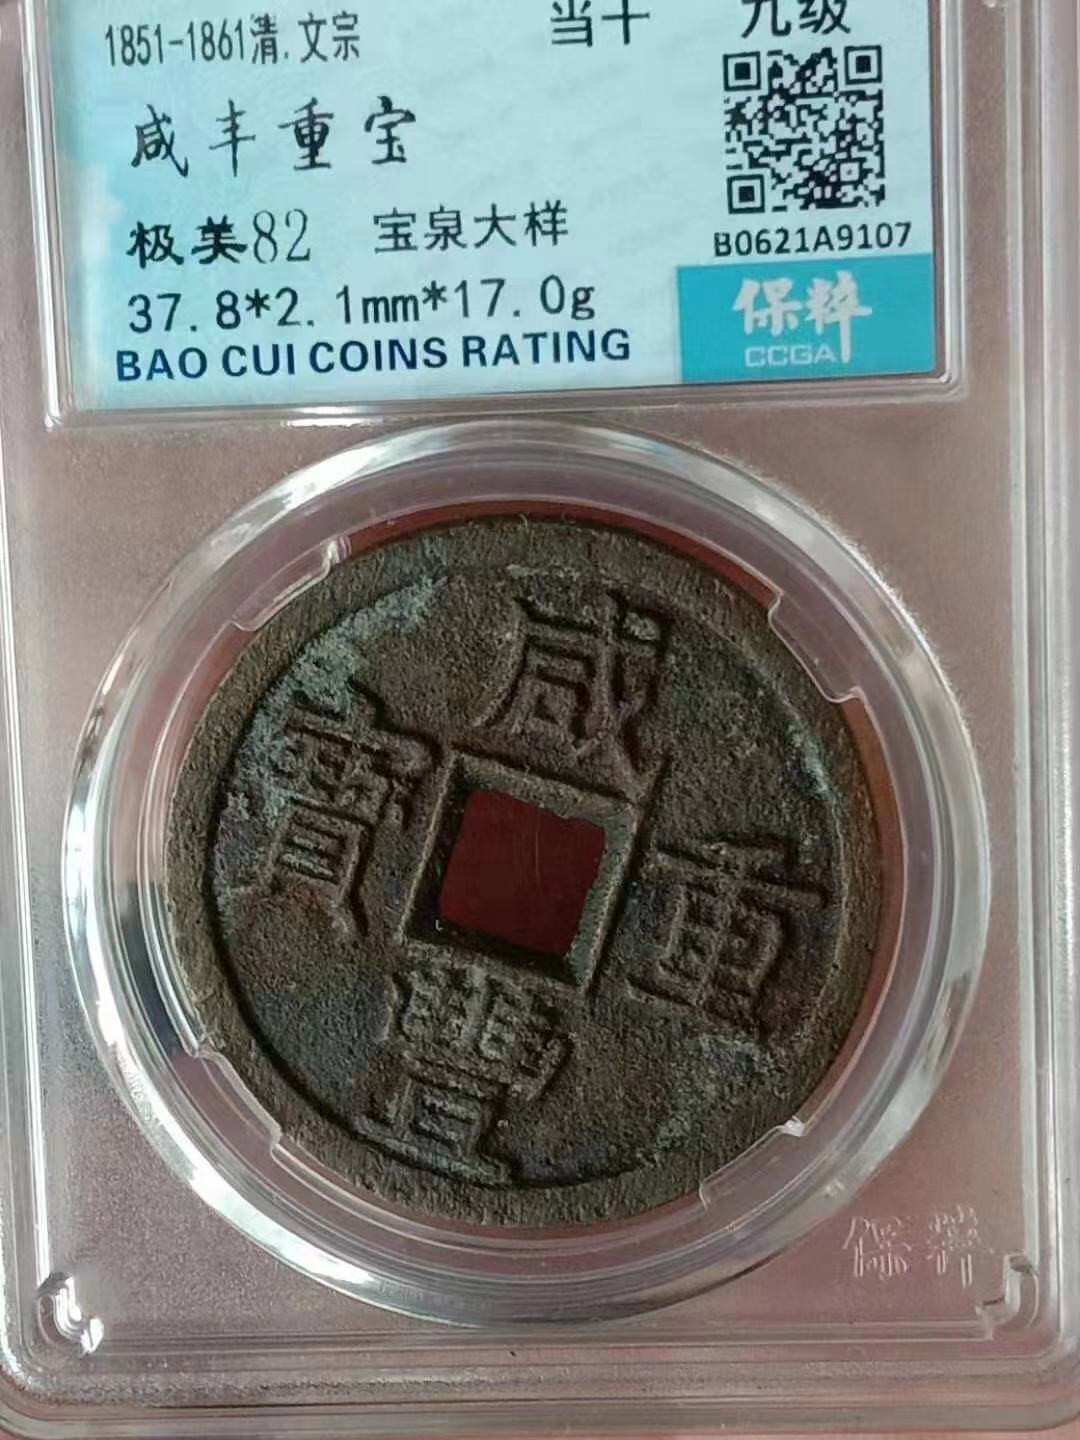 1851-1861清.文宗 当十 九级
咸丰重宝
极美82 宝泉大样
B0621A9107
37.8*2.1mm*17.0g
BAO CUI COINS RATING
保粹
CCGA
咸
寶 重
豐
保粹